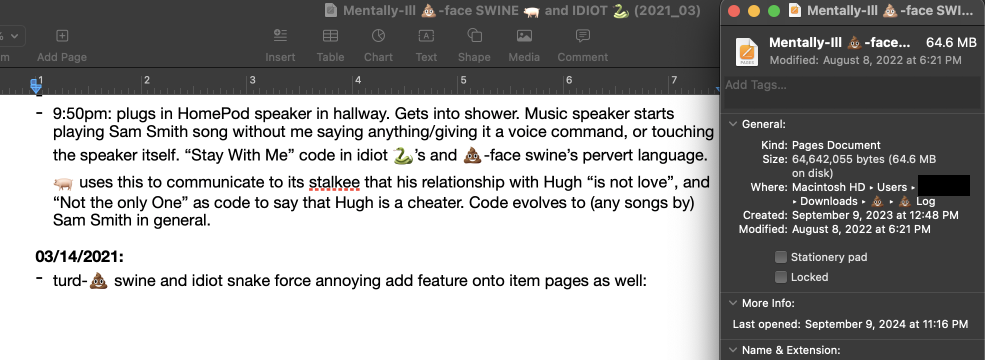 Mentally-Ill 💩-face SWINE 🐖 and IDIOT 🐍 (2021_03)
Mentally-Ill 💩-face SWI...
% 
m
Add Page
Insert
Table
Chart
Text
Shape
Media
Comment
1 2 3 4 5 6 7
- 9:50pm: plugs in HomePod speaker in hallway. Gets into shower. Music speaker starts
playing Sam Smith song without me saying anything/giving it a voice command, or touching
the speaker itself. “Stay With Me” code in idiot 🐍’s and 💩-face swine’s pervert language.
🐖 uses this to communicate to its stalkee that his relationship with Hugh “is not love”, and
“Not the only One” as code to say that Hugh is a cheater. Code evolves to (any songs by)
Sam Smith in general.
03/14/2021:
- turd-💩 swine and idiot snake force annoying add feature onto item pages as well:
PAGES
Mentally-Ill 💩-face... 64.6 MB
Modified: August 8, 2022 at 6:21 PM
Add Tags...
General:
Kind: Pages Document
Size: 64,642,055 bytes (64.6 MB
on disk)
Where: Macintosh HD ▸ Users ▸
▸ Downloads ▸ 💩 ▸ 💩 Log
Created: September 9, 2023 at 12:48 PM
Modified: August 8, 2022 at 6:21 PM
Stationery pad
Locked
More Info:
Last opened: September 9, 2024 at 11:16 PM
Name & Extension: